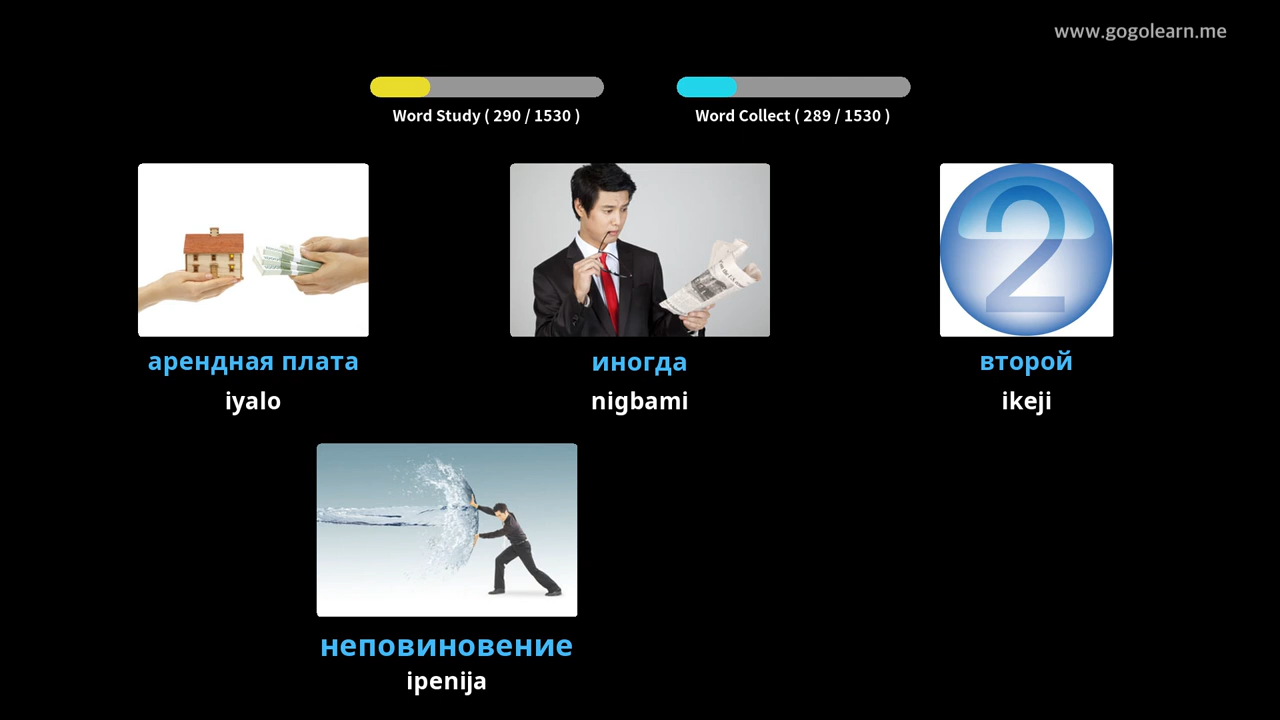 www.gogolearn.me
Word Study ( 290 / 1530 )
Word Collect ( 289 / 1530 )
2
арендная плата
iyalo
иногда
nigbami
второй
ikeji
неповиновение
ipenija